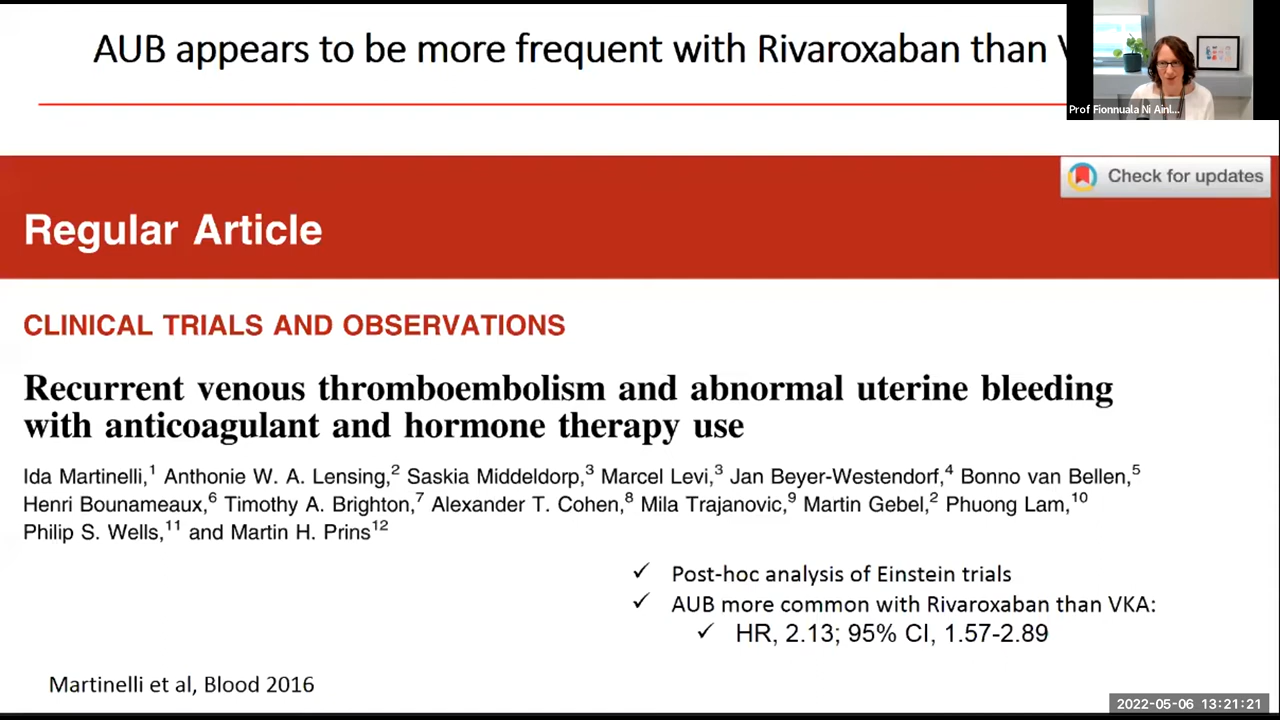 AUB appears to be more frequent with Rivaroxaban than
Prof Fionnuala Ni Ainl...
Check for updates
Regular Article
CLINICAL TRIALS AND OBSERVATIONS
Recurrent venous thromboembolism and abnormal uterine bleeding
with anticoagulant and hormone therapy use
Ida Martinelli,1 Anthonie W. A. Lensing,2 Saskia Middeldorp,3 Marcel Levi,3 Jan Beyer-Westendorf,4 Bonno van Bellen,5
Henri Bounameaux,6 Timothy A. Brighton,7 Alexander T. Cohen,8 Mila Trajanovic,9 Martin Gebel,2 Phuong Lam,10
Philip S. Wells,11 and Martin H. Prins12
✓ Post-hoc analysis of Einstein trials
✓ AUB more common with Rivaroxaban than VKA:
✓ HR, 2.13; 95% CI, 1.57-2.89
Martinelli et al, Blood 2016
2022-05-06 13:21:21